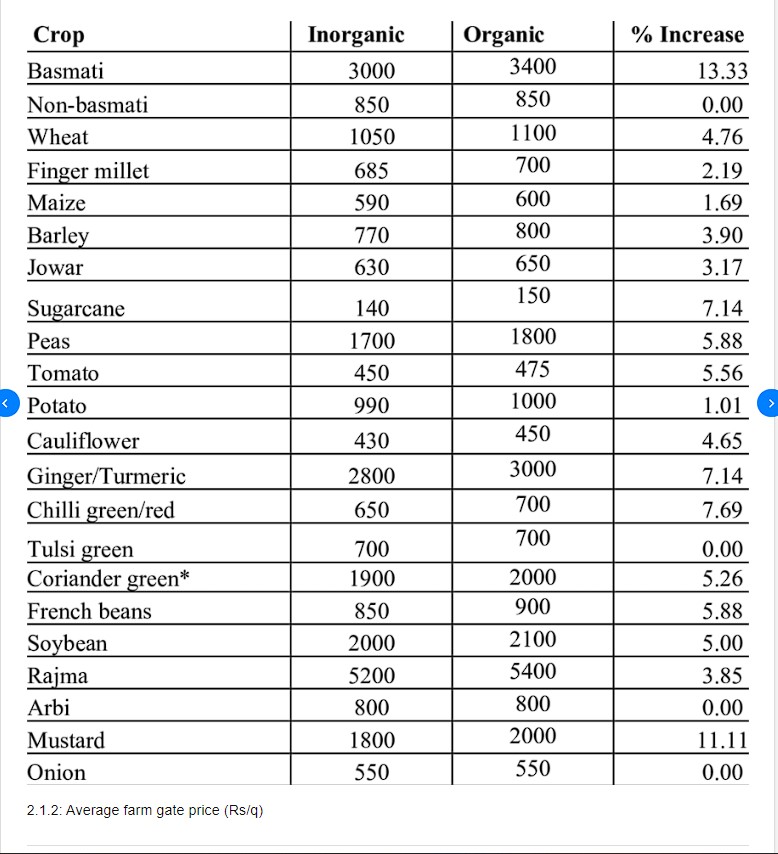 Crop Inorganic Organic % Increase
Basmati 3000 3400 13.33
Non-basmati 850 850 0.00
Wheat 1050 1100 4.76
Finger millet 685 700 2.19
Maize 590 600 1.69
Barley 770 800 3.90
Jowar 630 650 3.17
Sugarcane 140 150 7.14
Peas 1700 1800 5.88
Tomato 450 475 5.56
Potato 990 1000 1.01
Cauliflower 430 450 4.65
Ginger/Turmeric 2800 3000 7.14
Chilli green/red 650 700 7.69
Tulsi green 700 700 0.00
Coriander green* 1900 2000 5.26
French beans 850 900 5.88
Soybean 2000 2100 5.00
Rajma 5200 5400 3.85
Arbi 800 800 0.00
Mustard 1800 2000 11.11
Onion 550 550 0.00
2.1.2: Average farm gate price (Rs/q)